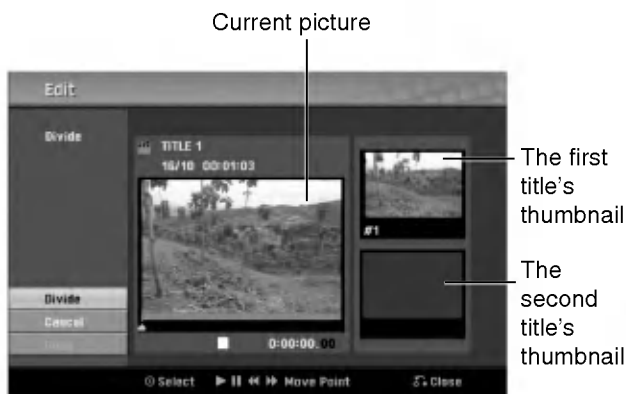 Current picture
Edit
Divide
TITLE 1
16/10 00:01:03
#1
The first
title's
thumbnail
The
second
title's
thumbnail
Divide
Cancel
0:00:00.00
Select
Move Point
Close